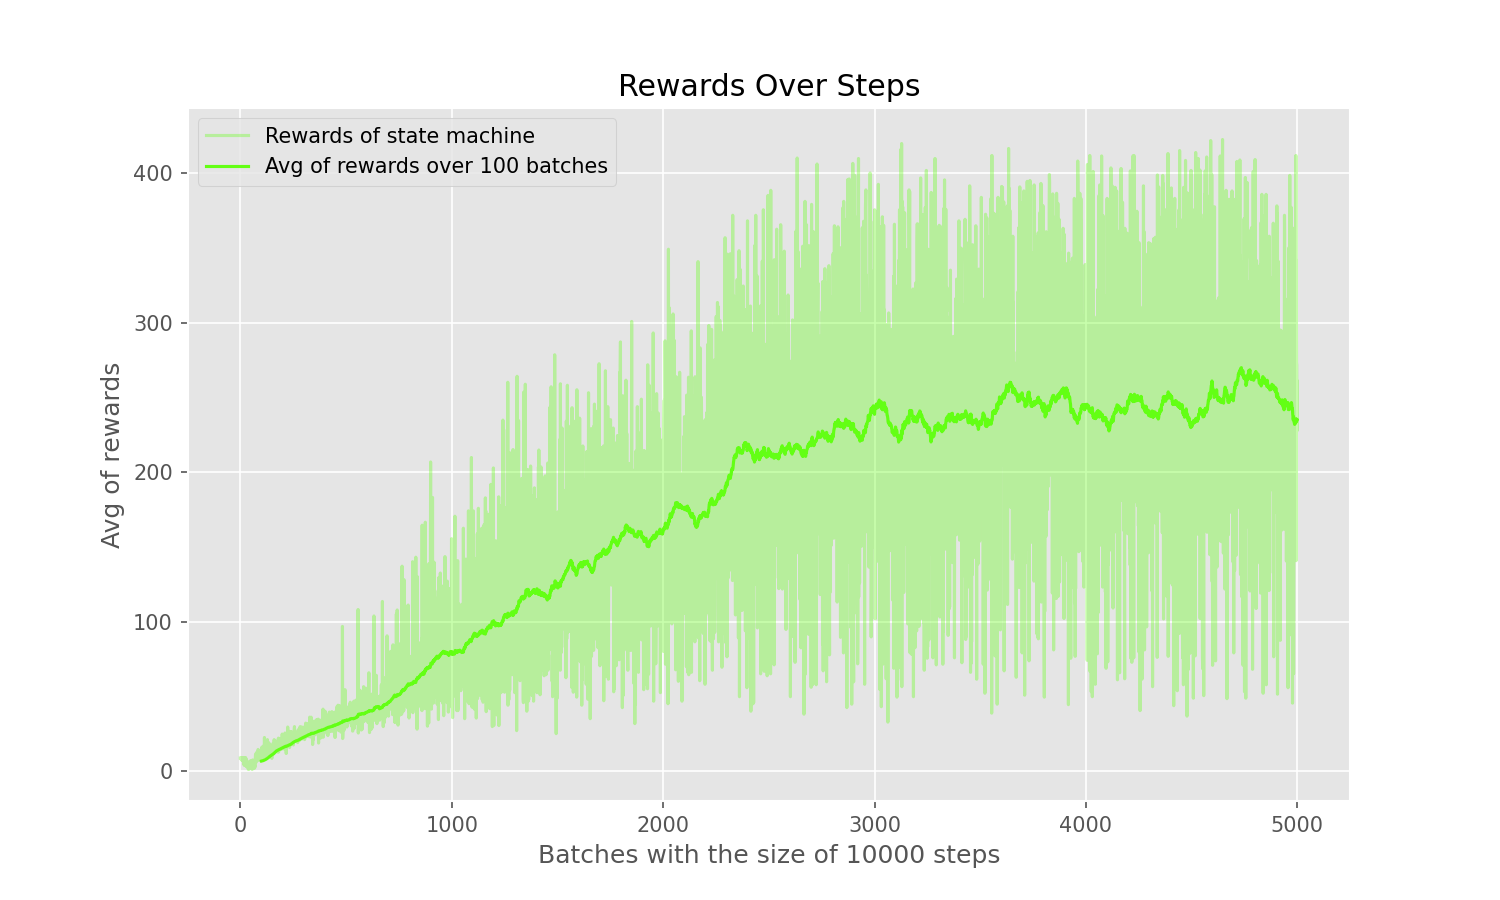 Rewards Over Steps
Rewards of state machine
Avg of rewards over 100 batches
Avg of rewards
400
300
200
100
0
0 1000 2000 3000 4000 5000
Batches with the size of 10000 steps